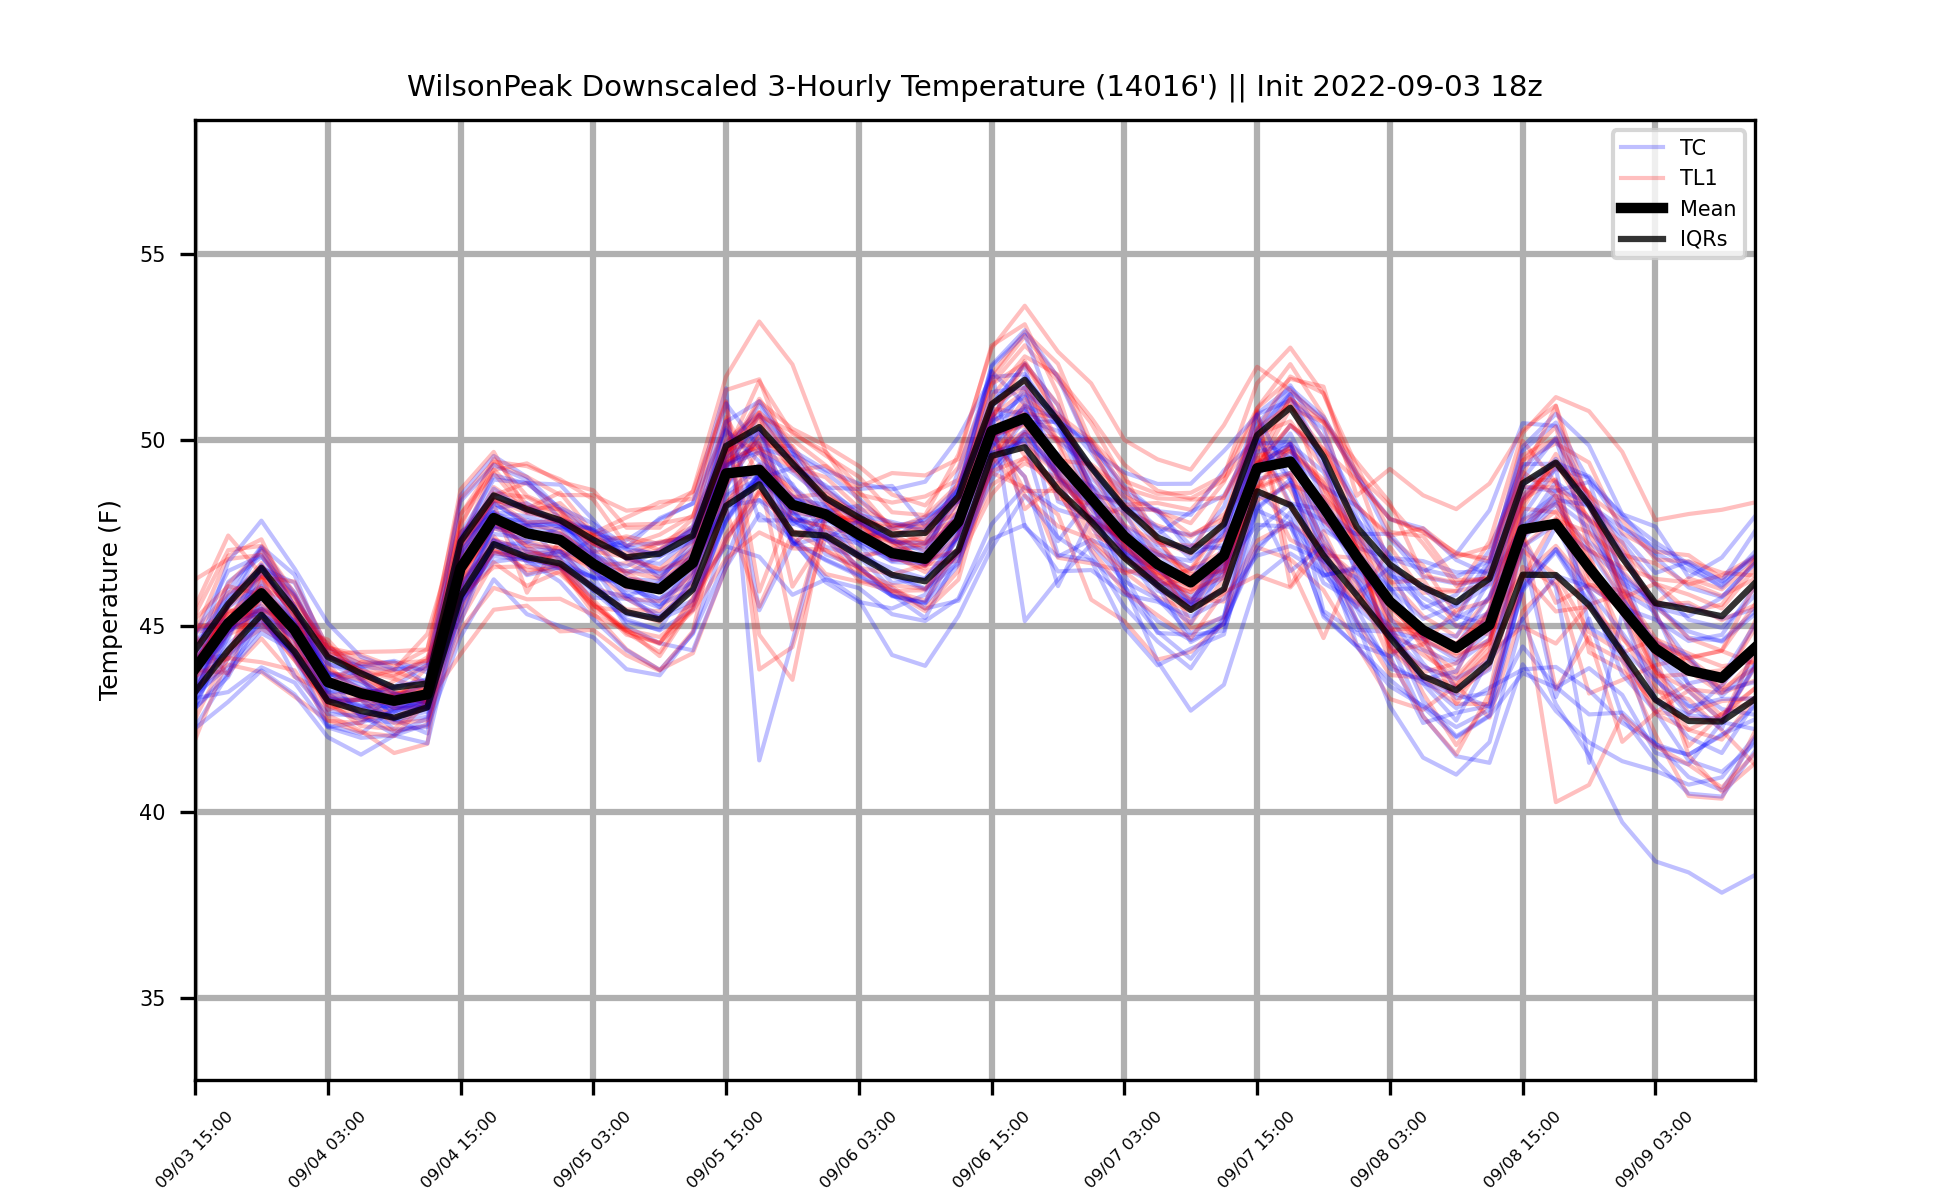 WilsonPeak Downscaled 3-Hourly Temperature (14016') || Init 2022-09-03 18z
TC
TL1
Mean
IQRs
Temperature (F)
55
50
45
40
35
09/03 15:00
09/04 03:00
09/04 15:00
09/05 03:00
09/05 15:00
09/06 03:00
09/06 15:00
09/07 03:00
09/07 15:00
09/08 03:00
09/08 15:00
09/09 03:00